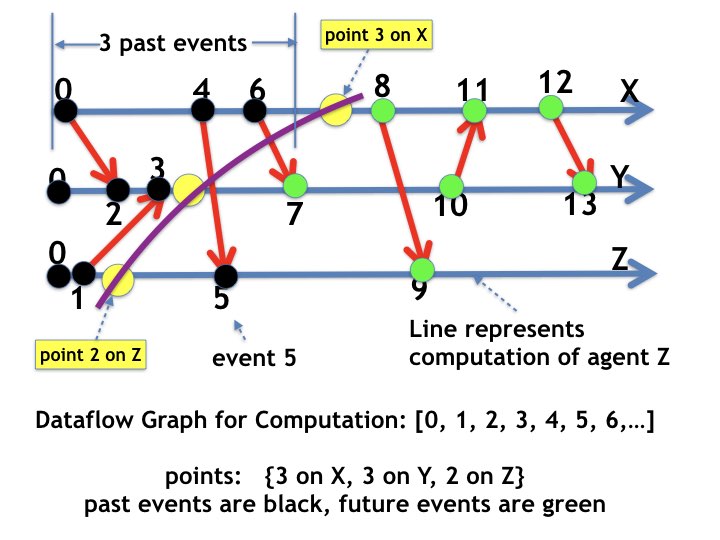 3 past events
point 3 on X
0 4 6 8 11 12 X
0 3 Y
2 7 10 13
0 Z
1 5 9
point 2 on Z
event 5
Line represents
computation of agent Z
Dataflow Graph for Computation: [0, 1, 2, 3, 4, 5, 6,…]
points: {3 on X, 3 on Y, 2 on Z}
past events are black, future events are green